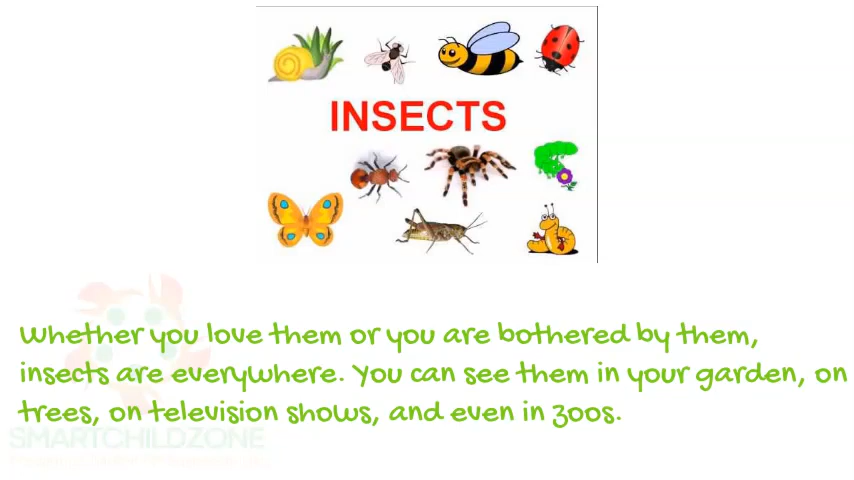 INSECTS
Whether you love them or you are bothered by them,
insects are everywhere. You can see them in your garden, on
trees, on television shows, and even in zoos.
SMARTCHILDZONE